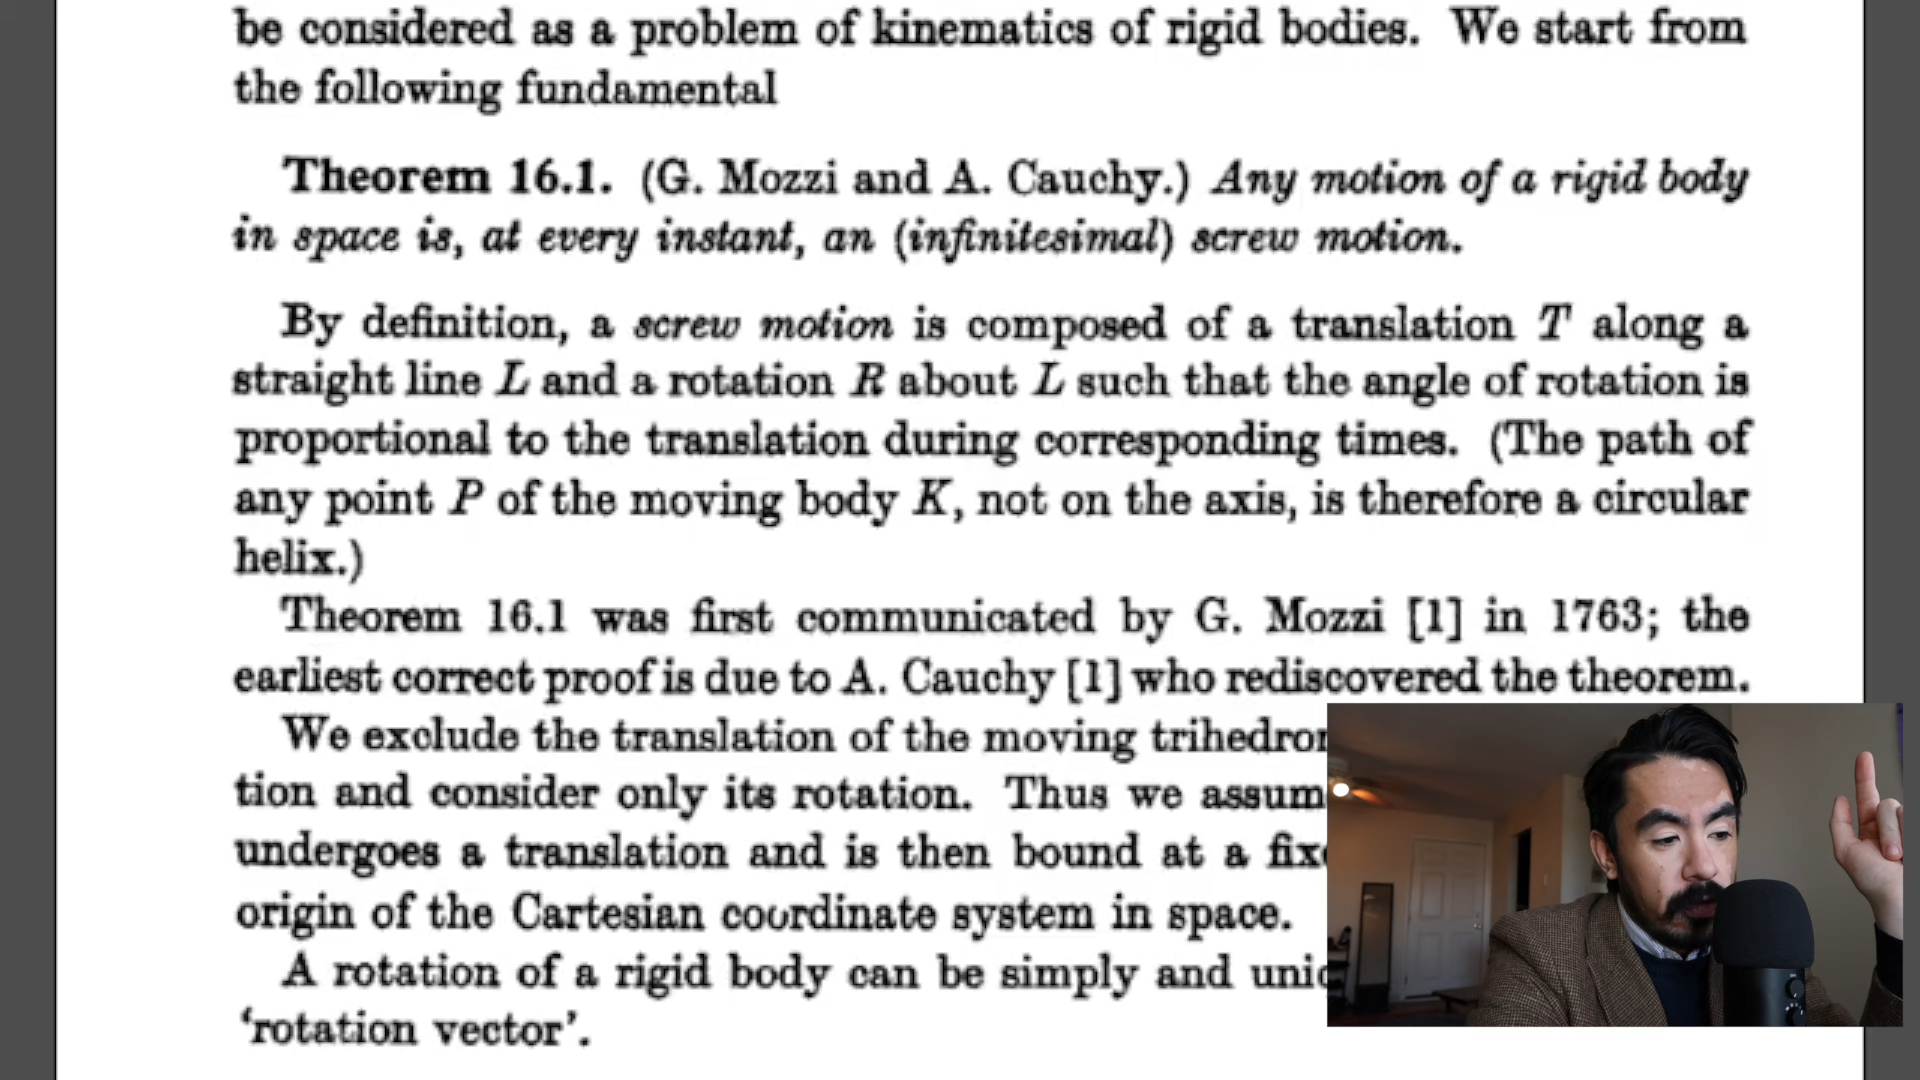 be considered as a problem of kinematics of rigid bodies. We start from
the following fundamental
Theorem 16.1. (G. Mozzi and A. Cauchy.) Any motion of a rigid body
in space is, at every instant, an (infinitesimal) screw motion.
By definition, a screw motion is composed of a translation T along a
straight line L and a rotation R about L such that the angle of rotation is
proportional to the translation during corresponding times. (The path of
any point P of the moving body K, not on the axis, is therefore a circular
helix.)
Theorem 16.1 was first communicated by G. Mozzi [1] in 1763; the
earliest correct proof is due to A. Cauchy [1] who rediscovered the theorem.
We exclude the translation of the moving
tion and consider only its rotation. Thus we
undergoes a translation and is then bound at a
origin of the Cartesian coordinate system in space.
A rotation of a rigid body can be simply and
‘rotation vector’.